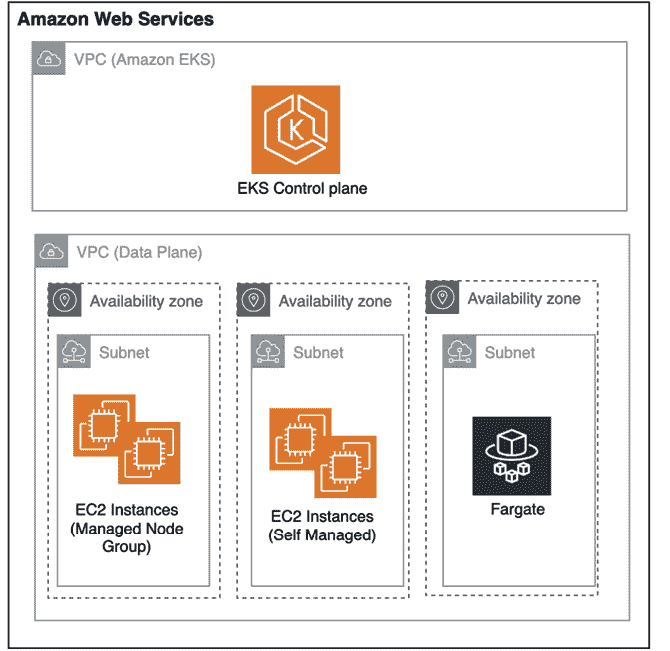 Amazon Web Services
VPC (Amazon EKS)
K
EKS Control plane
VPC (Data Plane)
Availability zone
Subnet
EC2 Instances
(Managed Node
Group)
Availability zone
Subnet
EC2 Instances
(Self Managed)
Availability zone
Subnet
Fargate